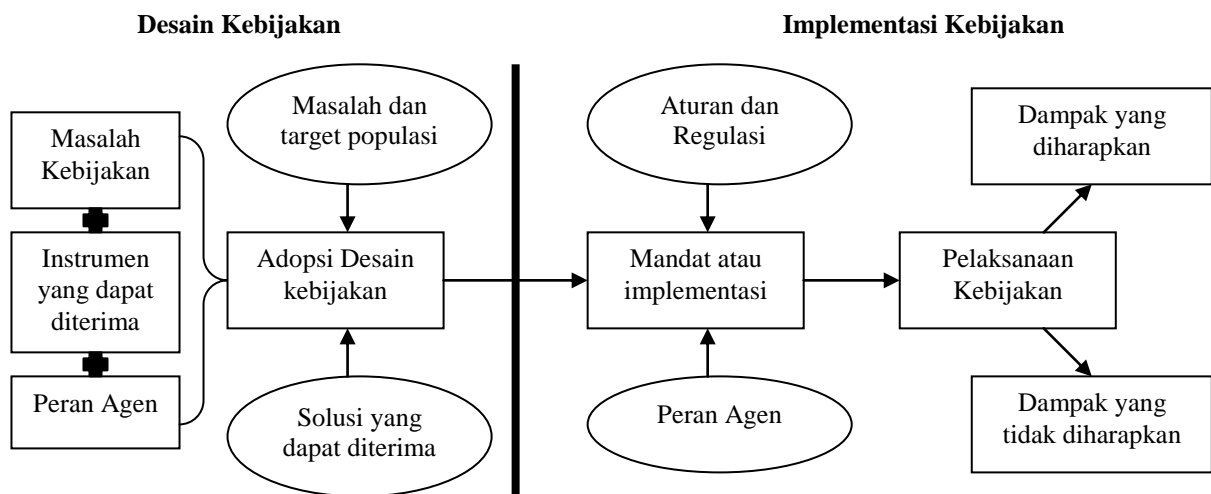 Desain Kebijakan
Implementasi Kebijakan
Masalah
Kebijakan
Instrumen
yang dapat
diterima
Peran Agen
Masalah dan
target populasi
Adopsi Desain
kebijakan
Solusi yang
dapat diterima
Aturan dan
Regulasi
Mandat atau
implementasi
Peran Agen
Pelaksanaan
Kebijakan
Dampak yang
diharapkan
Dampak yang
tidak diharapkan